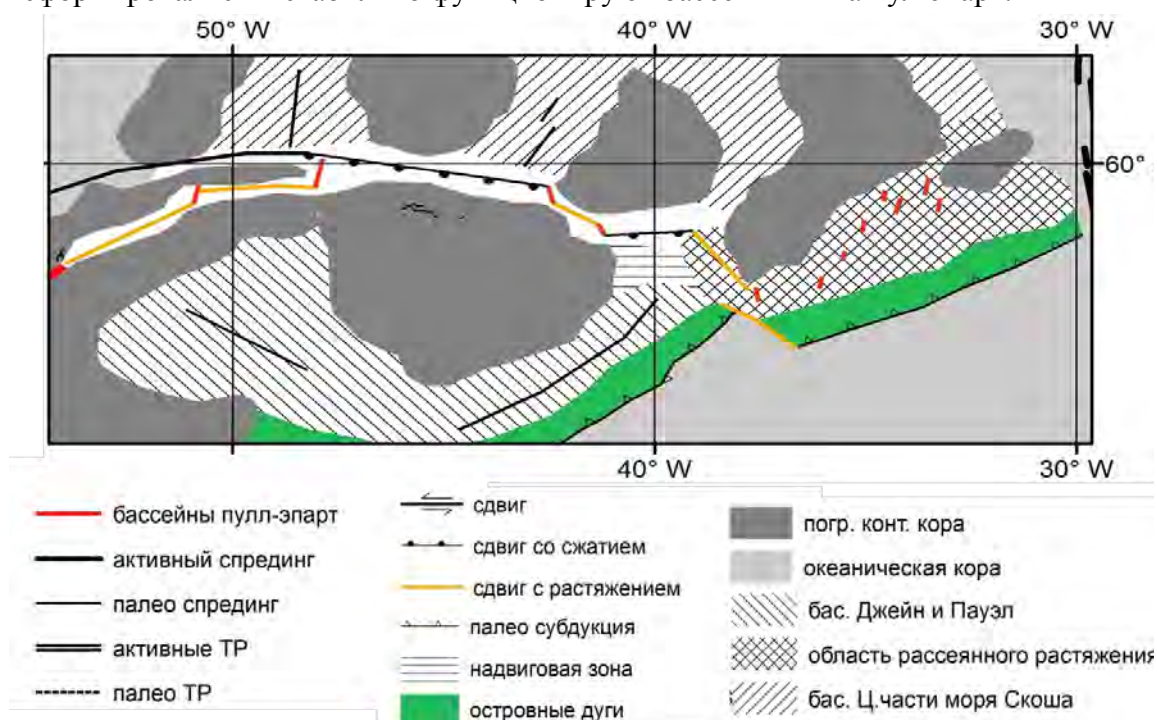 50° W 40° W 30° W
60°
40° W 30° W
бассейны пулл-эпарт
активный спрединг
палео спрединг
активные ТР
палео ТР
сдвиг
сдвиг со сжатием
сдвиг с растяжением
палео субдукция
надвиговая зона
островные дуги
погр. конт. кора
океаническая кора
бас. Джейн и Пауэл
область рассеянного растяжения
бас. Ц.части моря Скоша